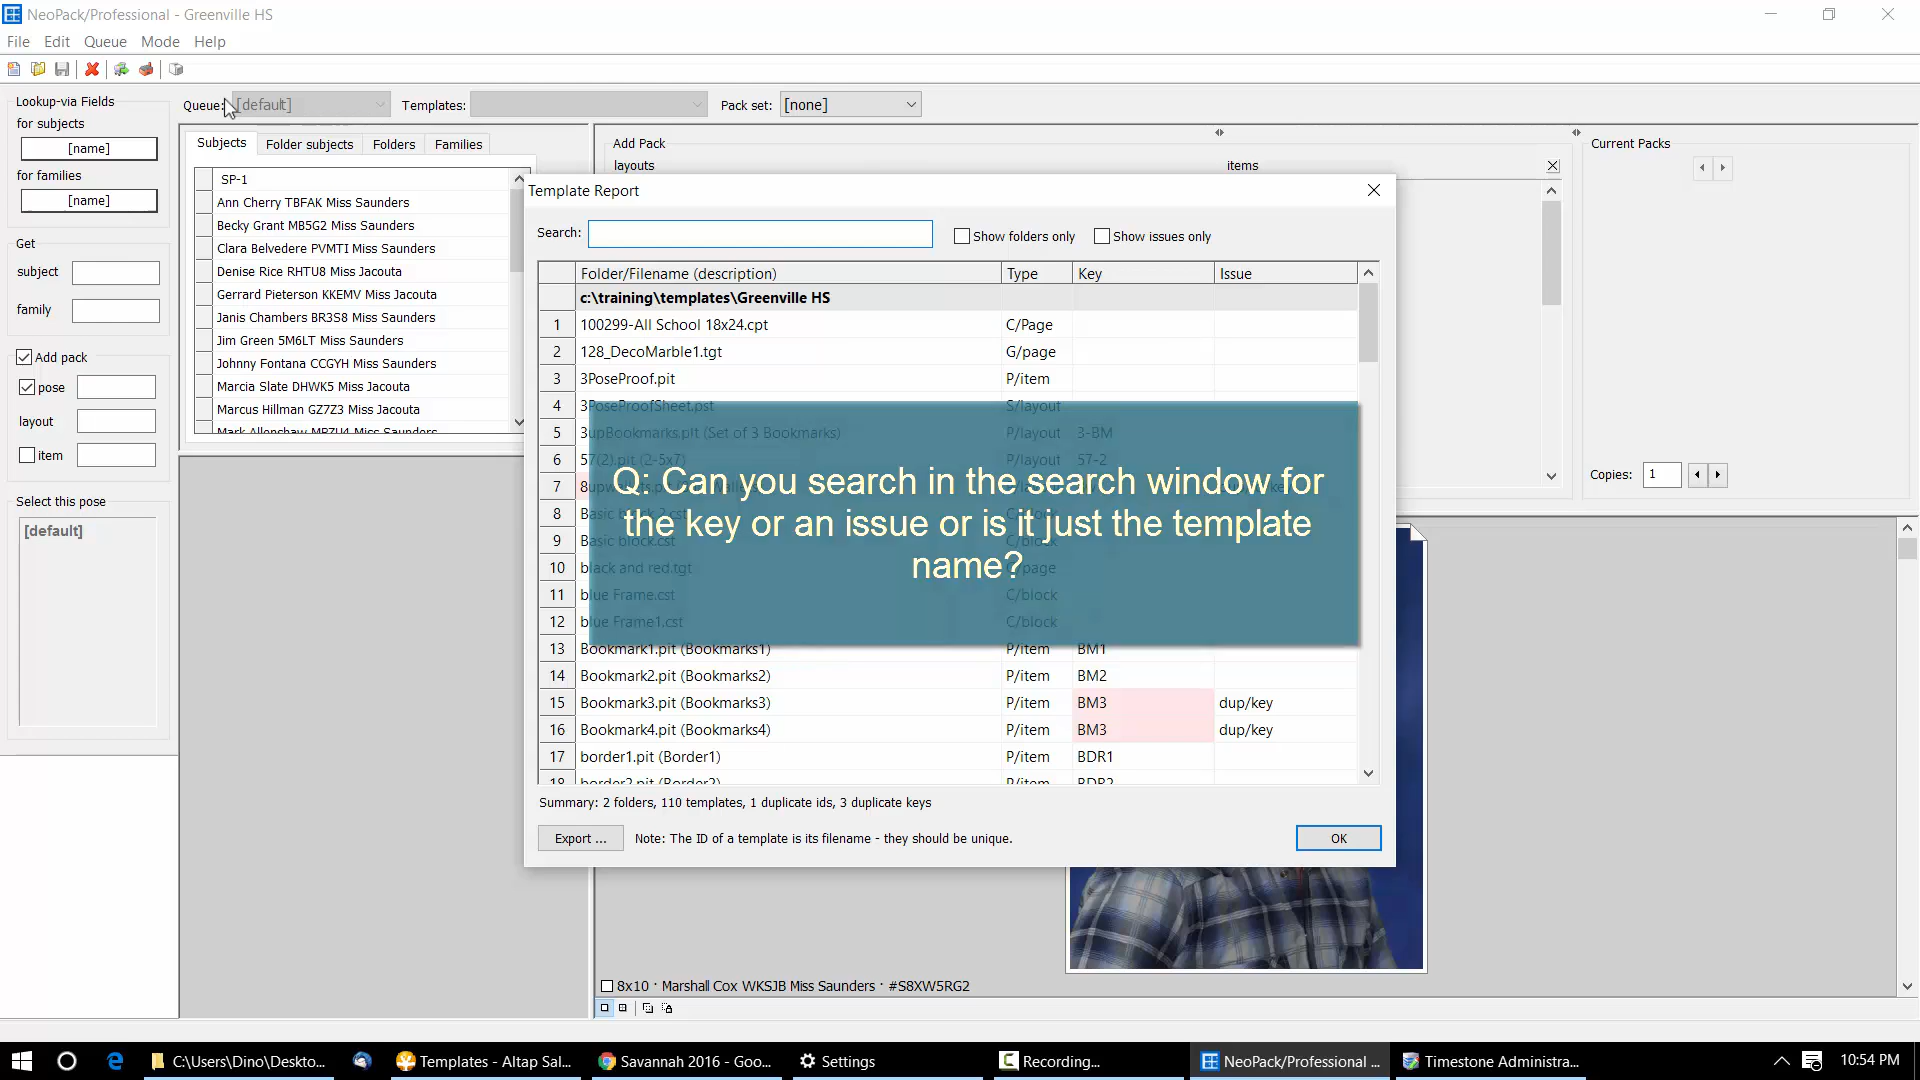 NeoPack/Professional - Greenville HS
File Edit Queue Mode Help
Lookup-via Fields
for subjects
[name]
for families
[name]
Get
subject
family
Add pack
pose
layout
item
Select this pose
[default]
Queue: [default] Templates: Pack set: [none]
Subjects Folder subjects Folders Families
SP-1
Ann Cherry TBFAK Miss Saunders
Becky Grant MB5G2 Miss Saunders
Clara Belvedere PVMTI Miss Saunders
Denise Rice RHTU8 Miss Jacouta
Gerrard Pieterson KKEMV Miss Jacouta
Janis Chambers BR3S8 Miss Saunders
Jim Green 5M6LT Miss Saunders
Johnny Fontana CCGYH Miss Saunders
Marcia Slate DHWK5 Miss Jacouta
Marcus Hillman GZ7Z3 Miss Jacouta
Mark Allenshaw MPZU4 Miss Saunders
Add Pack
layouts items
Current Packs
Copies: 1
Template Report
Search: Show folders only Show issues only
Folder/Filename (description) Type Key Issue
c:\training\templates\Greenville HS
1 100299-All School 18x24.cpt C/Page
2 128_DecoMarble1.tgt G/page
3 3PoseProof.pit P/item
4 3PoseProofSheet.pst S/layout
5 3upBookmarks.plt (Set of 3 Bookmarks) P/layout 3-BM
6 57(2).plt (2-5x7) P/layout 57-2
7
8
9 Basic block.cst C/block
10 black and red.tgt G/page
11 blue Frame.cst C/block
12 blue Frame1.cst C/block
13 Bookmark1.pit (Bookmarks1) P/item BM1
14 Bookmark2.pit (Bookmarks2) P/item BM2
15 Bookmark3.pit (Bookmarks3) P/item BM3 dup/key
16 Bookmark4.pit (Bookmarks4) P/item BM3 dup/key
17 border1.pit (Border1) P/item BDR1
18 border2.pit (Border2) P/item BDR2
Q: Can you search in the search window for
the key or an issue or is it just the template
name?
Summary: 2 folders, 110 templates, 1 duplicate ids, 3 duplicate keys
Export ... Note: The ID of a template is its filename - they should be unique. OK
8x10 · Marshall Cox WKSJB Miss Saunders · #S8XW5RG2
C:\Users\Dino\Deskto... Templates - Altap Sal... Savannah 2016 - Goo... Settings Recording... NeoPack/Professional ... Timestone Administra... 10:54 PM